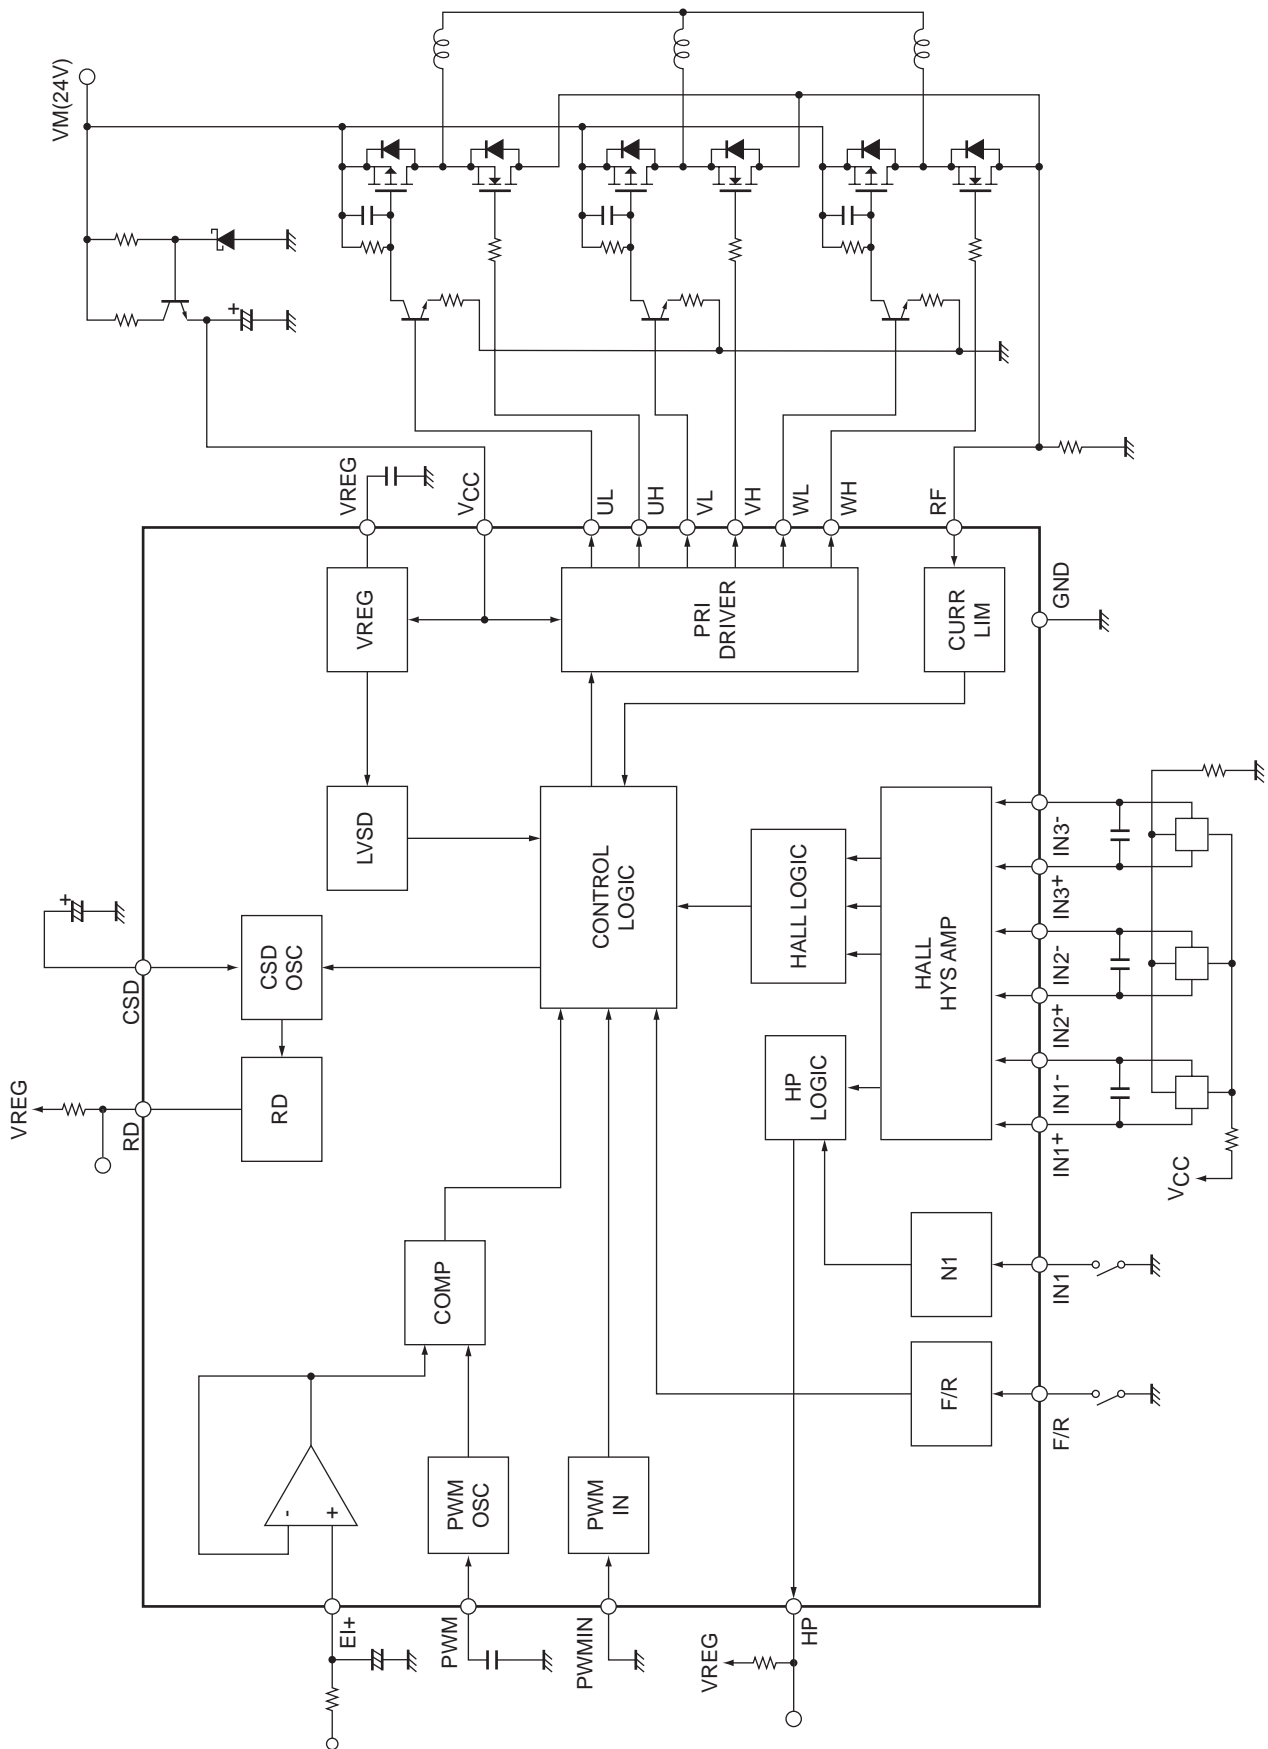 VM(24V)
VREG
VCC
UL
UH
VL
VH
WL
WH
RF
GND
VREG
PRI
DRIVER
CURR
LIM
LVSD
CONTROL
LOGIC
HALL LOGIC
HALL
HYS AMP
IN3-
IN3+
IN2-
IN2+
IN1-
IN1+
VCC
+
+
CSD
CSD
OSC
RD
VREG
RD
HP
LOGIC
COMP
N1
IN1
F/R
F/R
-
+
PWM
OSC
PWM
IN
EI+
PWM
PWMIN
VREG
HP